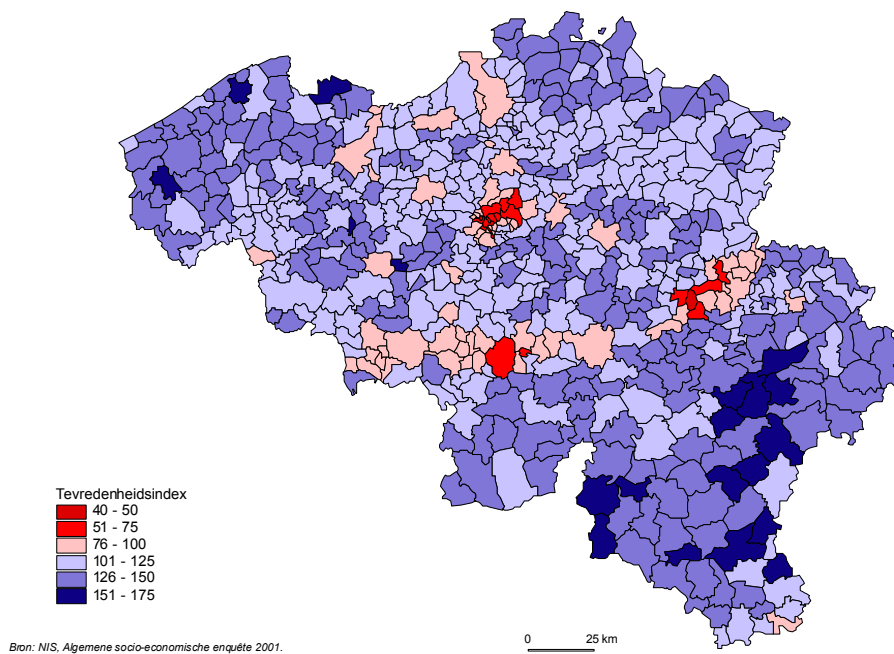 Tevredenheidsindex
40 - 50
51 - 75
76 - 100
101 - 125
126 - 150
151 - 175
0 25 km
Bron: NIS, Algemene socio-economische enquête 2001.